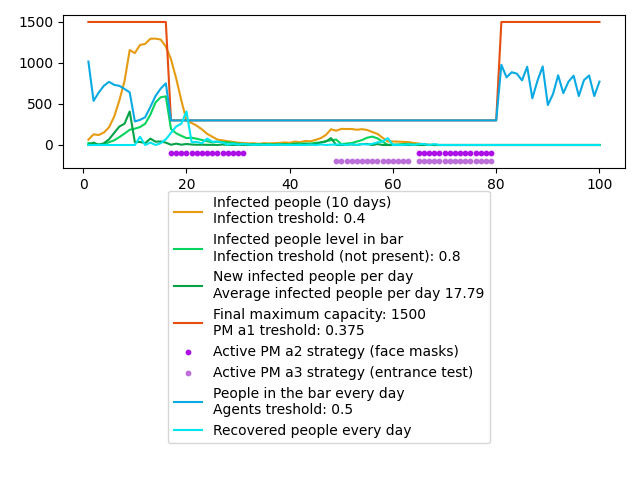 1500
1000
500
0
0
20
40
60
80
100
Infected people (10 days)
Infection treshold: 0.4
Infected people level in bar
Infection treshold (not present): 0.8
New infected people per day
Average infected people per day 17.79
Final maximum capacity: 1500
PM a1 treshold: 0.375
Active PM a2 strategy (face masks)
Active PM a3 strategy (entrance test)
People in the bar every day
Agents treshold: 0.5
Recovered people every day